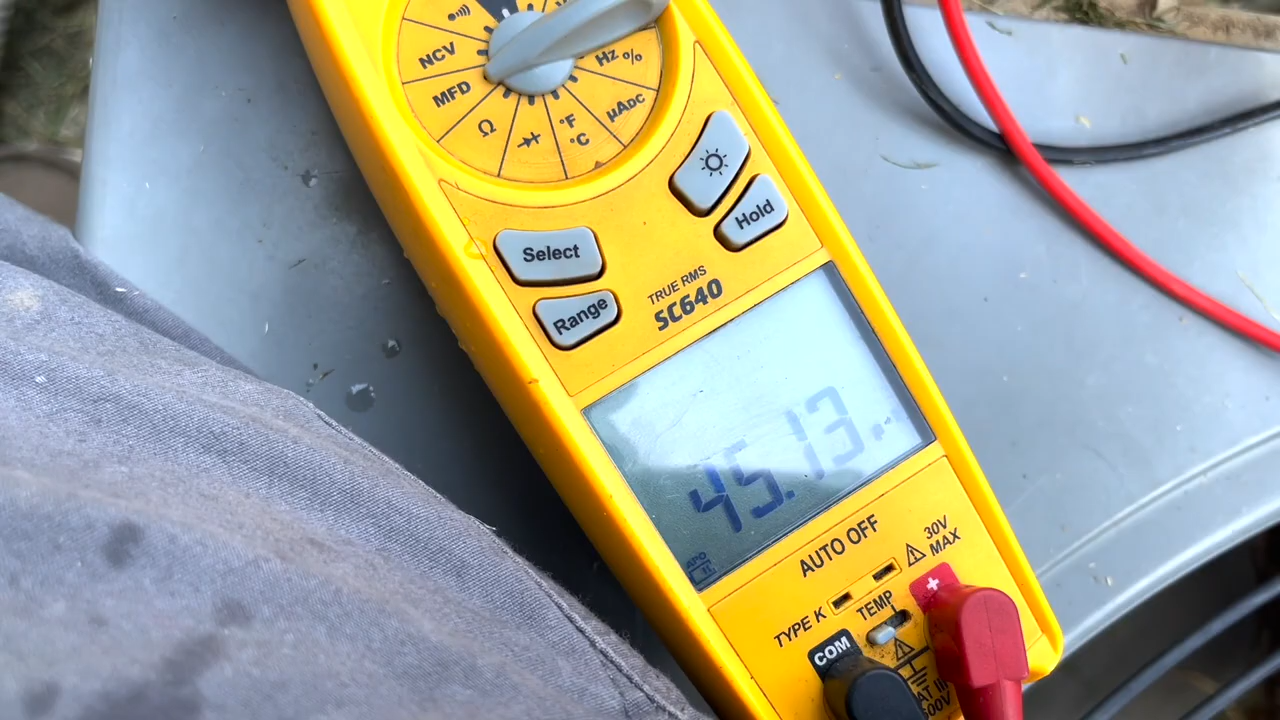 NCV
MFD
Ω
°F
°C
µADC
Hz %
Select
Range
Hold
TRUE RMS
SC640
45.13
APO
AUTO OFF
30V
MAX
TYPE K
TEMP
COM
+